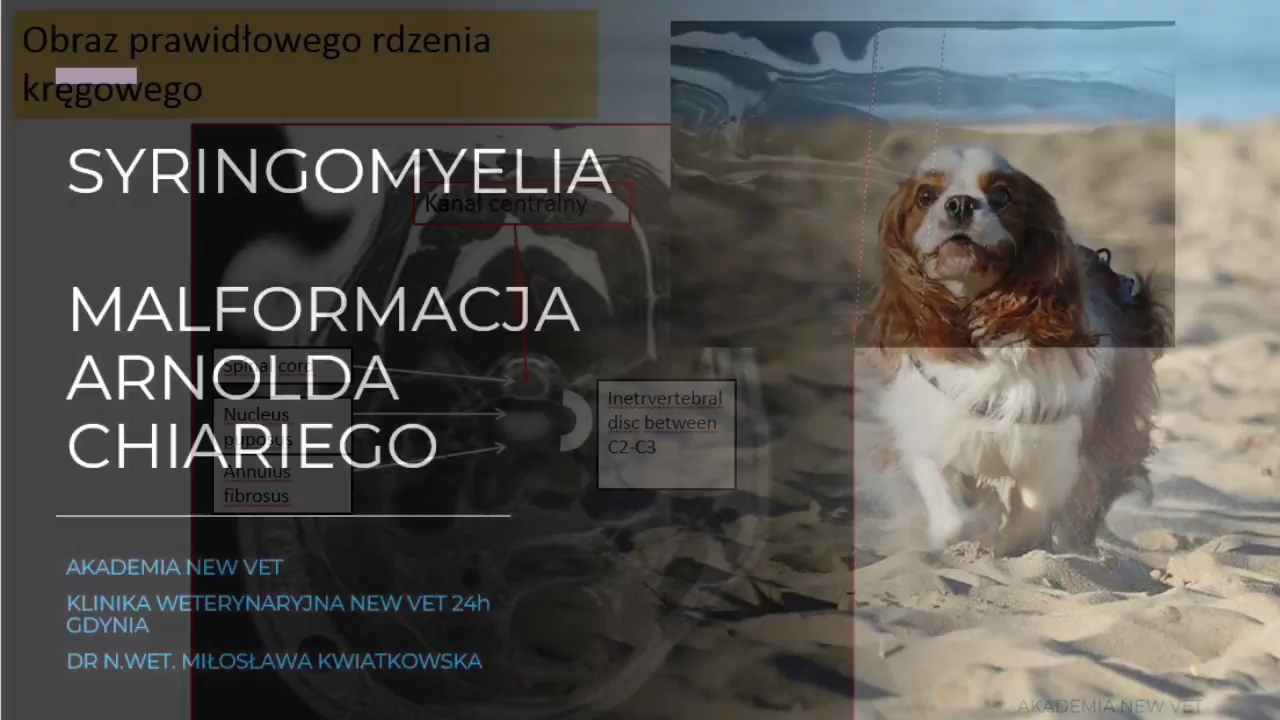 Obraz prawidłowego rdzenia
kręgowego
SYRINGOMYELIA
Kanał centralny
MALFORMACJA
ARNOLDA
CHIARIEGO
Spinal cord
Nucleus
puposus
Annulus
fibrosus
Inetrvertebral
disc between
C2-C3
AKADEMIA NEW VET
KLINIKA WETERYNARYJNA NEW VET 24h
GDYNIA
DR N.WET. MIŁOSŁAWA KWIATKOWSKA
AKADEMIA NEW VET